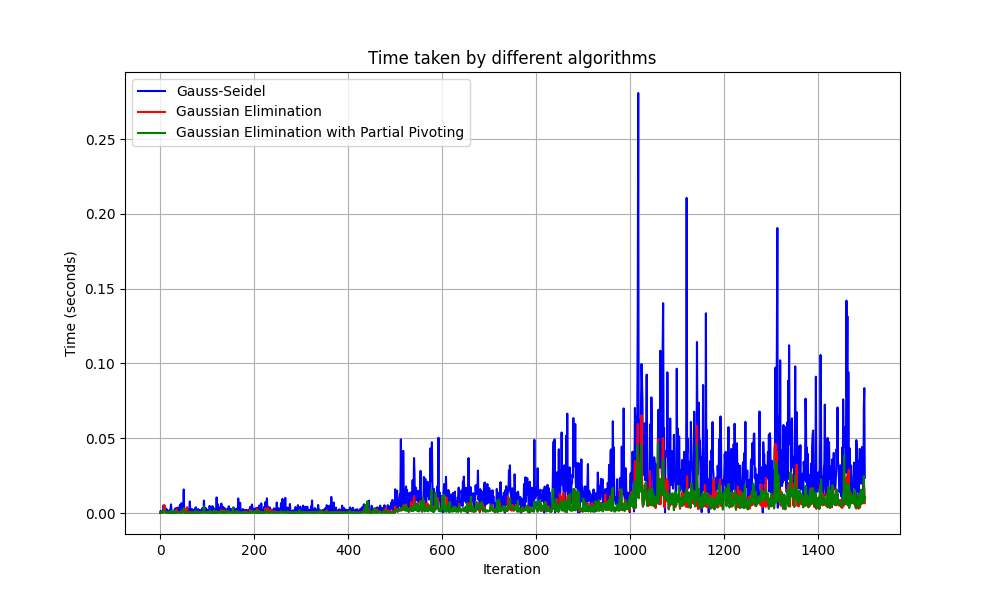 Time taken by different algorithms
Gauss-Seidel
Gaussian Elimination
Gaussian Elimination with Partial Pivoting
Time (seconds)
0.25
0.20
0.15
0.10
0.05
0.00
0 200 400 600 800 1000 1200 1400
Iteration